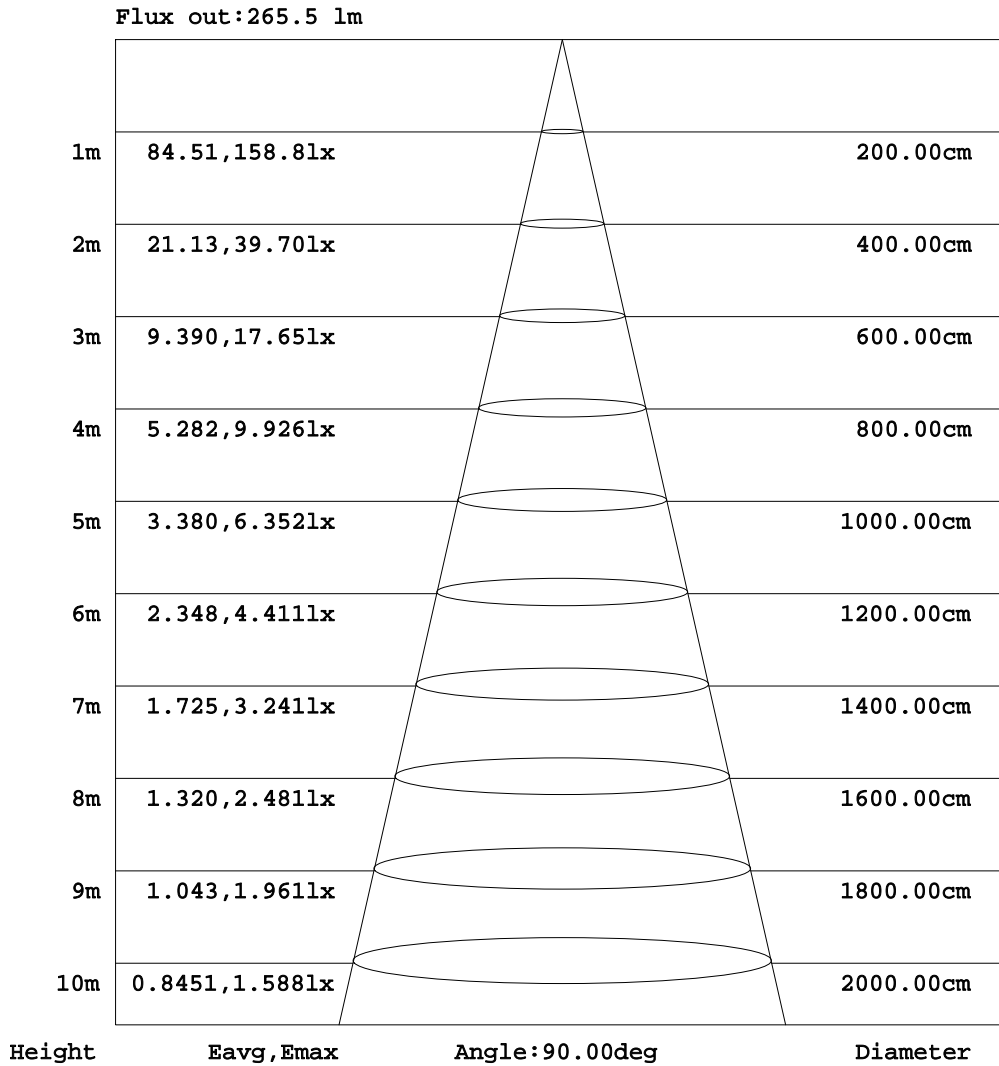 Flux out:265.5 lm
1m 84.51,158.8lx 200.00cm
2m 21.13,39.70lx 400.00cm
3m 9.390,17.65lx 600.00cm
4m 5.282,9.926lx 800.00cm
5m 3.380,6.352lx 1000.00cm
6m 2.348,4.411lx 1200.00cm
7m 1.725,3.241lx 1400.00cm
8m 1.320,2.481lx 1600.00cm
9m 1.043,1.961lx 1800.00cm
10m 0.8451,1.588lx 2000.00cm
Height Eavg,Emax Angle:90.00deg Diameter